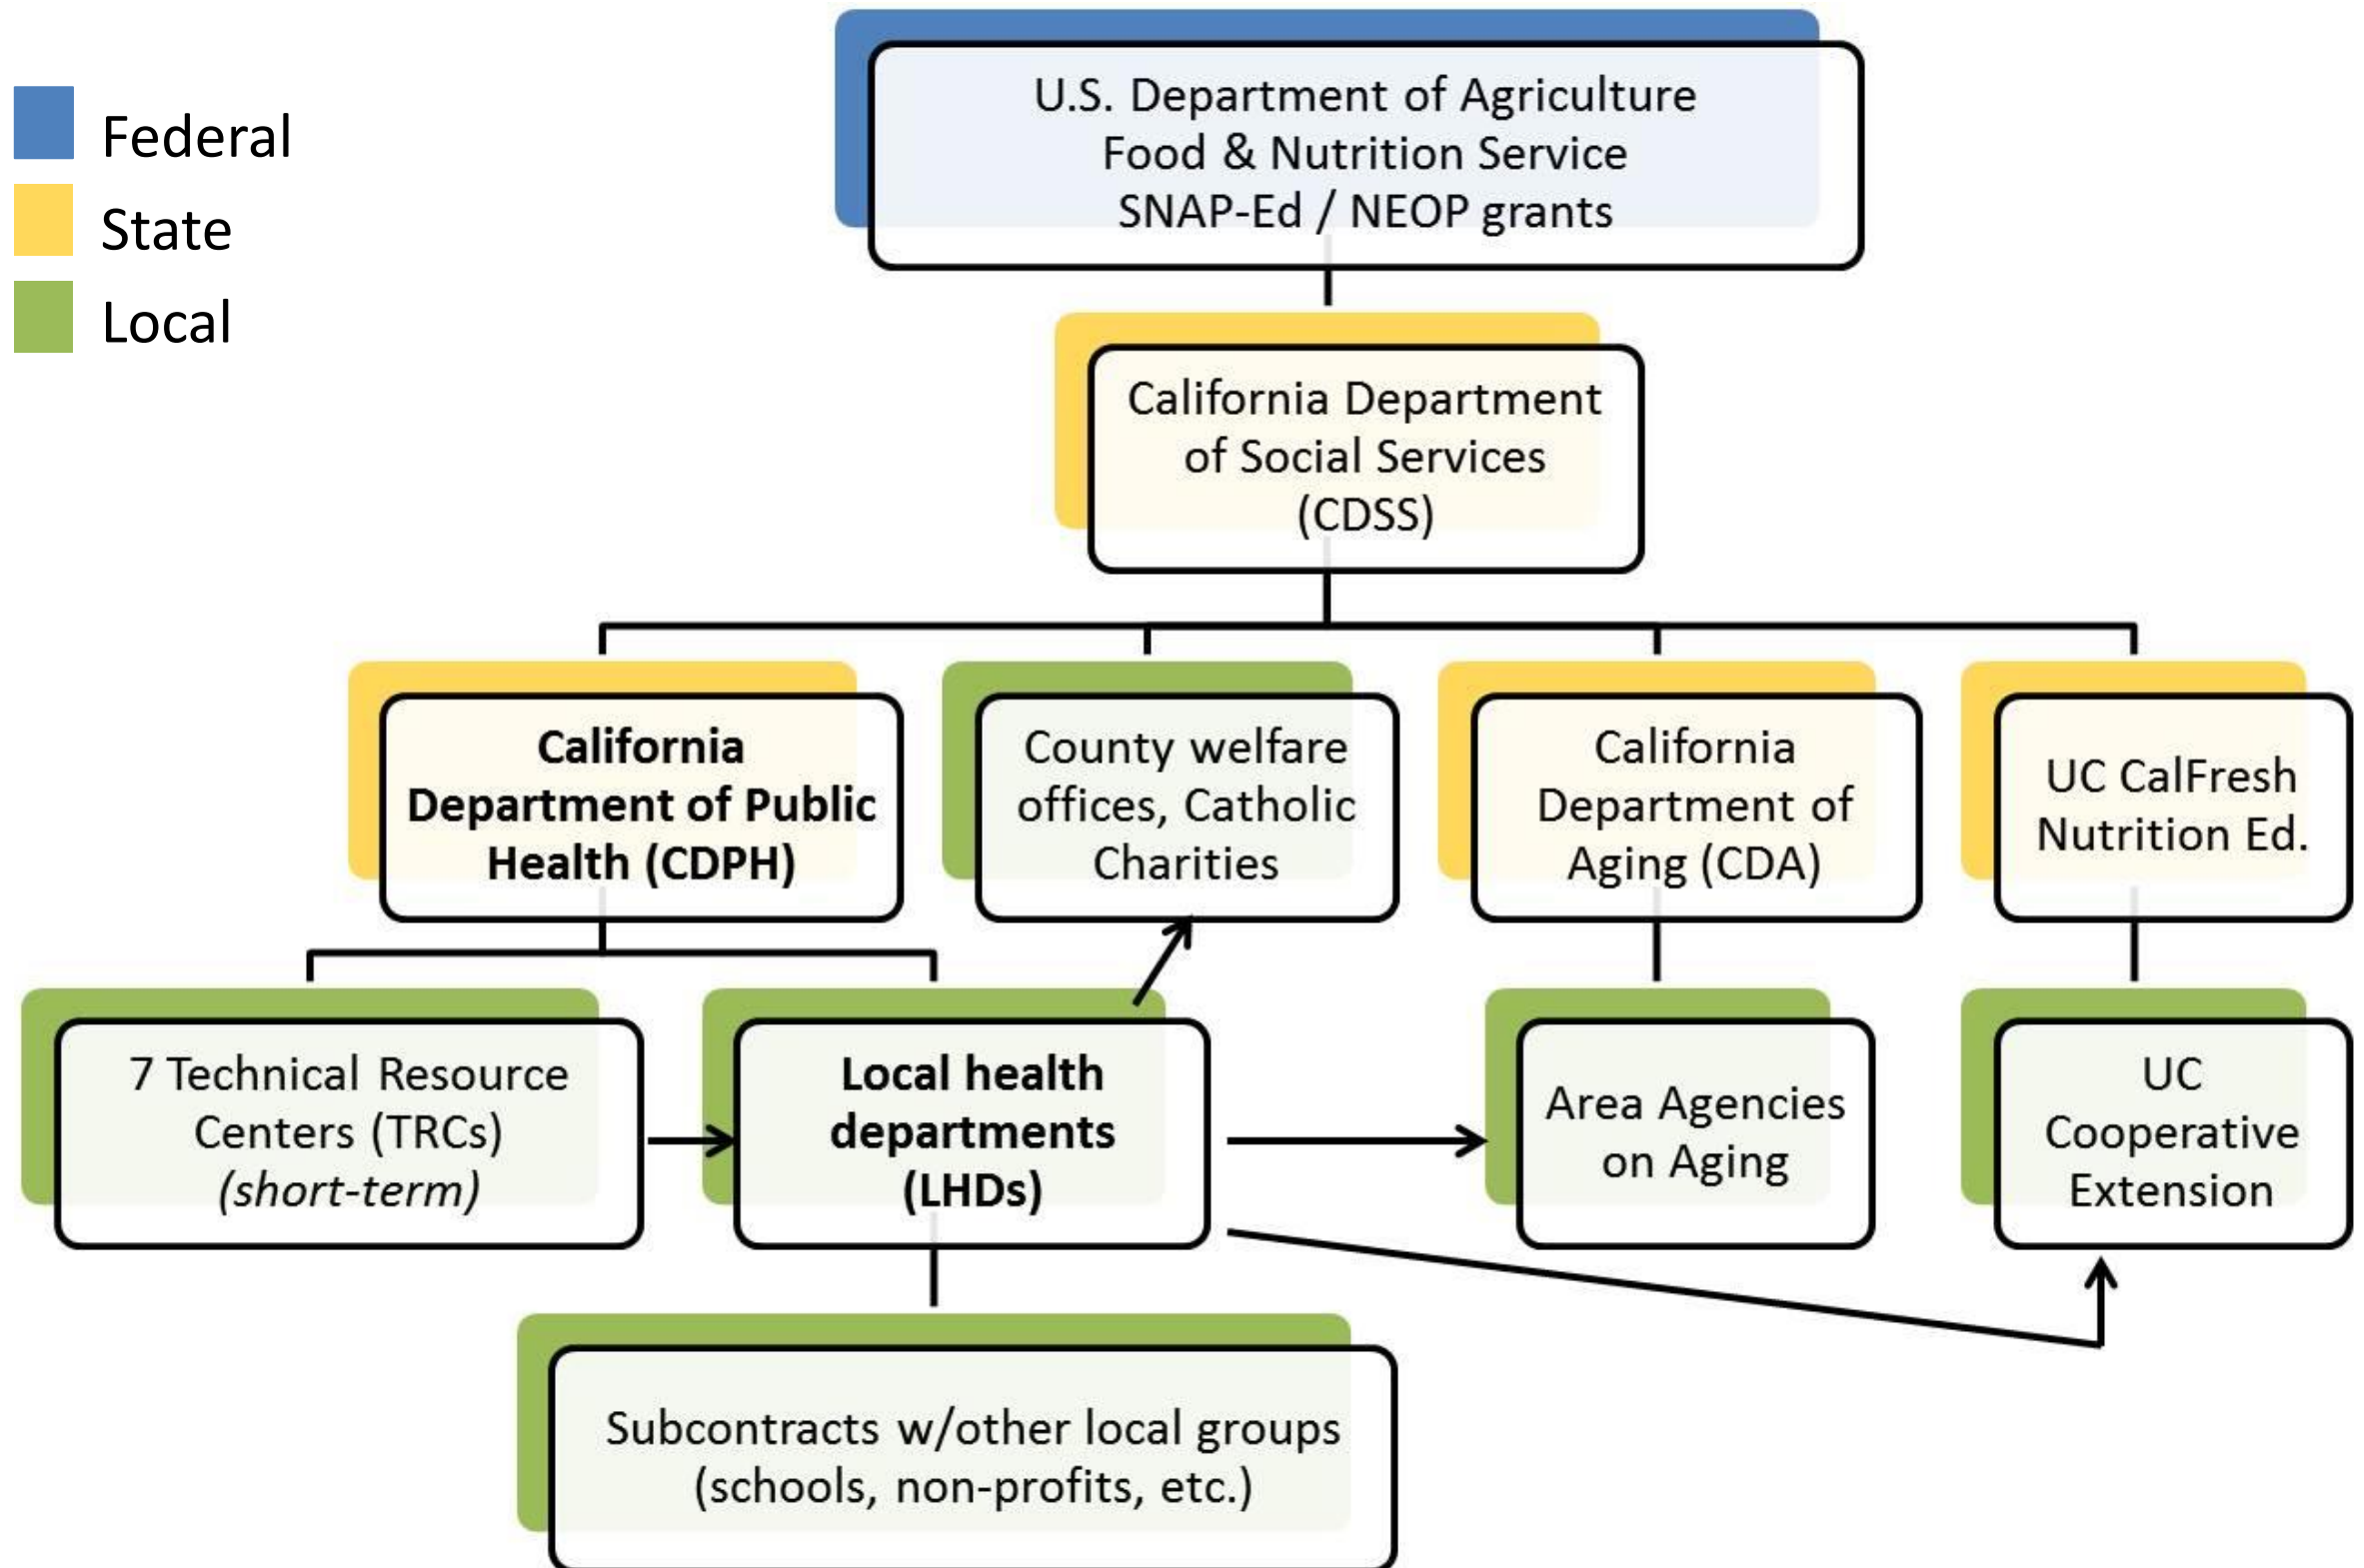 Federal
State
Local
U.S. Department of Agriculture
Food & Nutrition Service
SNAP-Ed / NEOP grants
California Department
of Social Services
(CDSS)
California
Department of Public
Health (CDPH)
County welfare
offices, Catholic
Charities
California
Department of
Aging (CDA)
UC CalFresh
Nutrition Ed.
7 Technical Resource
Centers (TRCs)
(short-term)
Local health
departments
(LHDs)
Area Agencies
on Aging
UC
Cooperative
Extension
Subcontracts w/other local groups
(schools, non-profits, etc.)